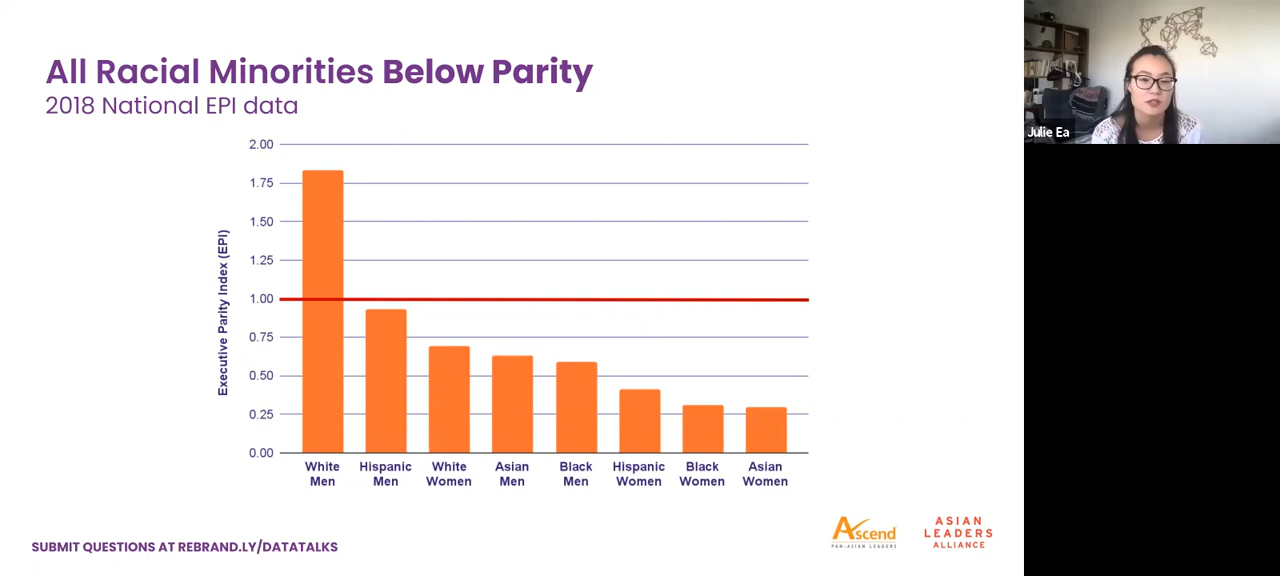 All Racial Minorities Below Parity
2018 National EPI data
Julie Ea
2.00
1.75
1.50
1.25
1.00
0.75
0.50
0.25
0.00
Executive Parity Index (EPI)
White
Men
Hispanic
Men
White
Women
Asian
Men
Black
Men
Hispanic
Women
Black
Women
Asian
Women
SUBMIT QUESTIONS AT REBRAND.LY/DATATALKS
Ascend
PAN-ASIAN LEADERS
ASIAN
LEADERS
ALLIANCE